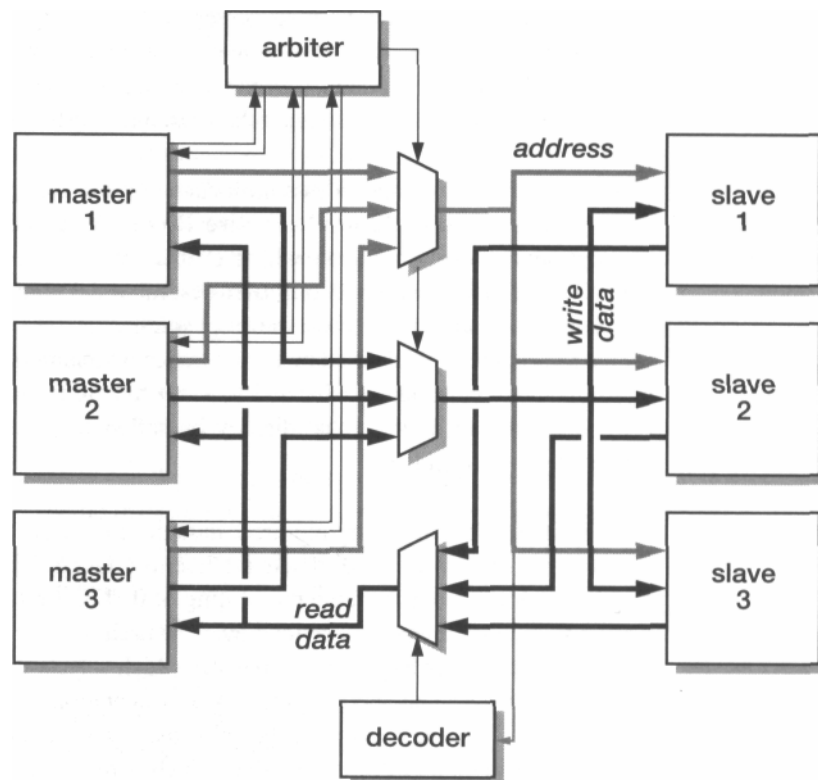 arbiter
master
1
address
slave
1
write
data
master
2
slave
2
master
3
read
data
slave
3
decoder